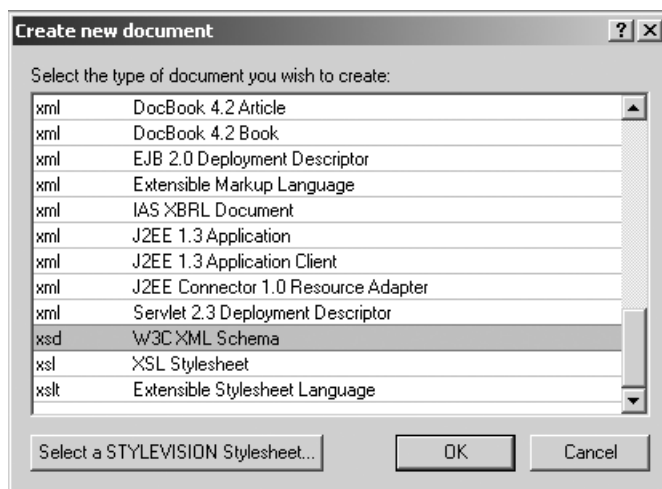 Create new document
Select the type of document you wish to create:
xml DocBook 4.2 Article
xml DocBook 4.2 Book
xml EJB 2.0 Deployment Descriptor
xml Extensible Markup Language
xml IAS XBRL Document
xml J2EE 1.3 Application
xml J2EE 1.3 Application Client
xml J2EE Connector 1.0 Resource Adapter
xml Servlet 2.3 Deployment Descriptor
xsd W3C XML Schema
xsl XSL Stylesheet
xslt Extensible Stylesheet Language
Select a STYLEVISION Stylesheet... OK Cancel